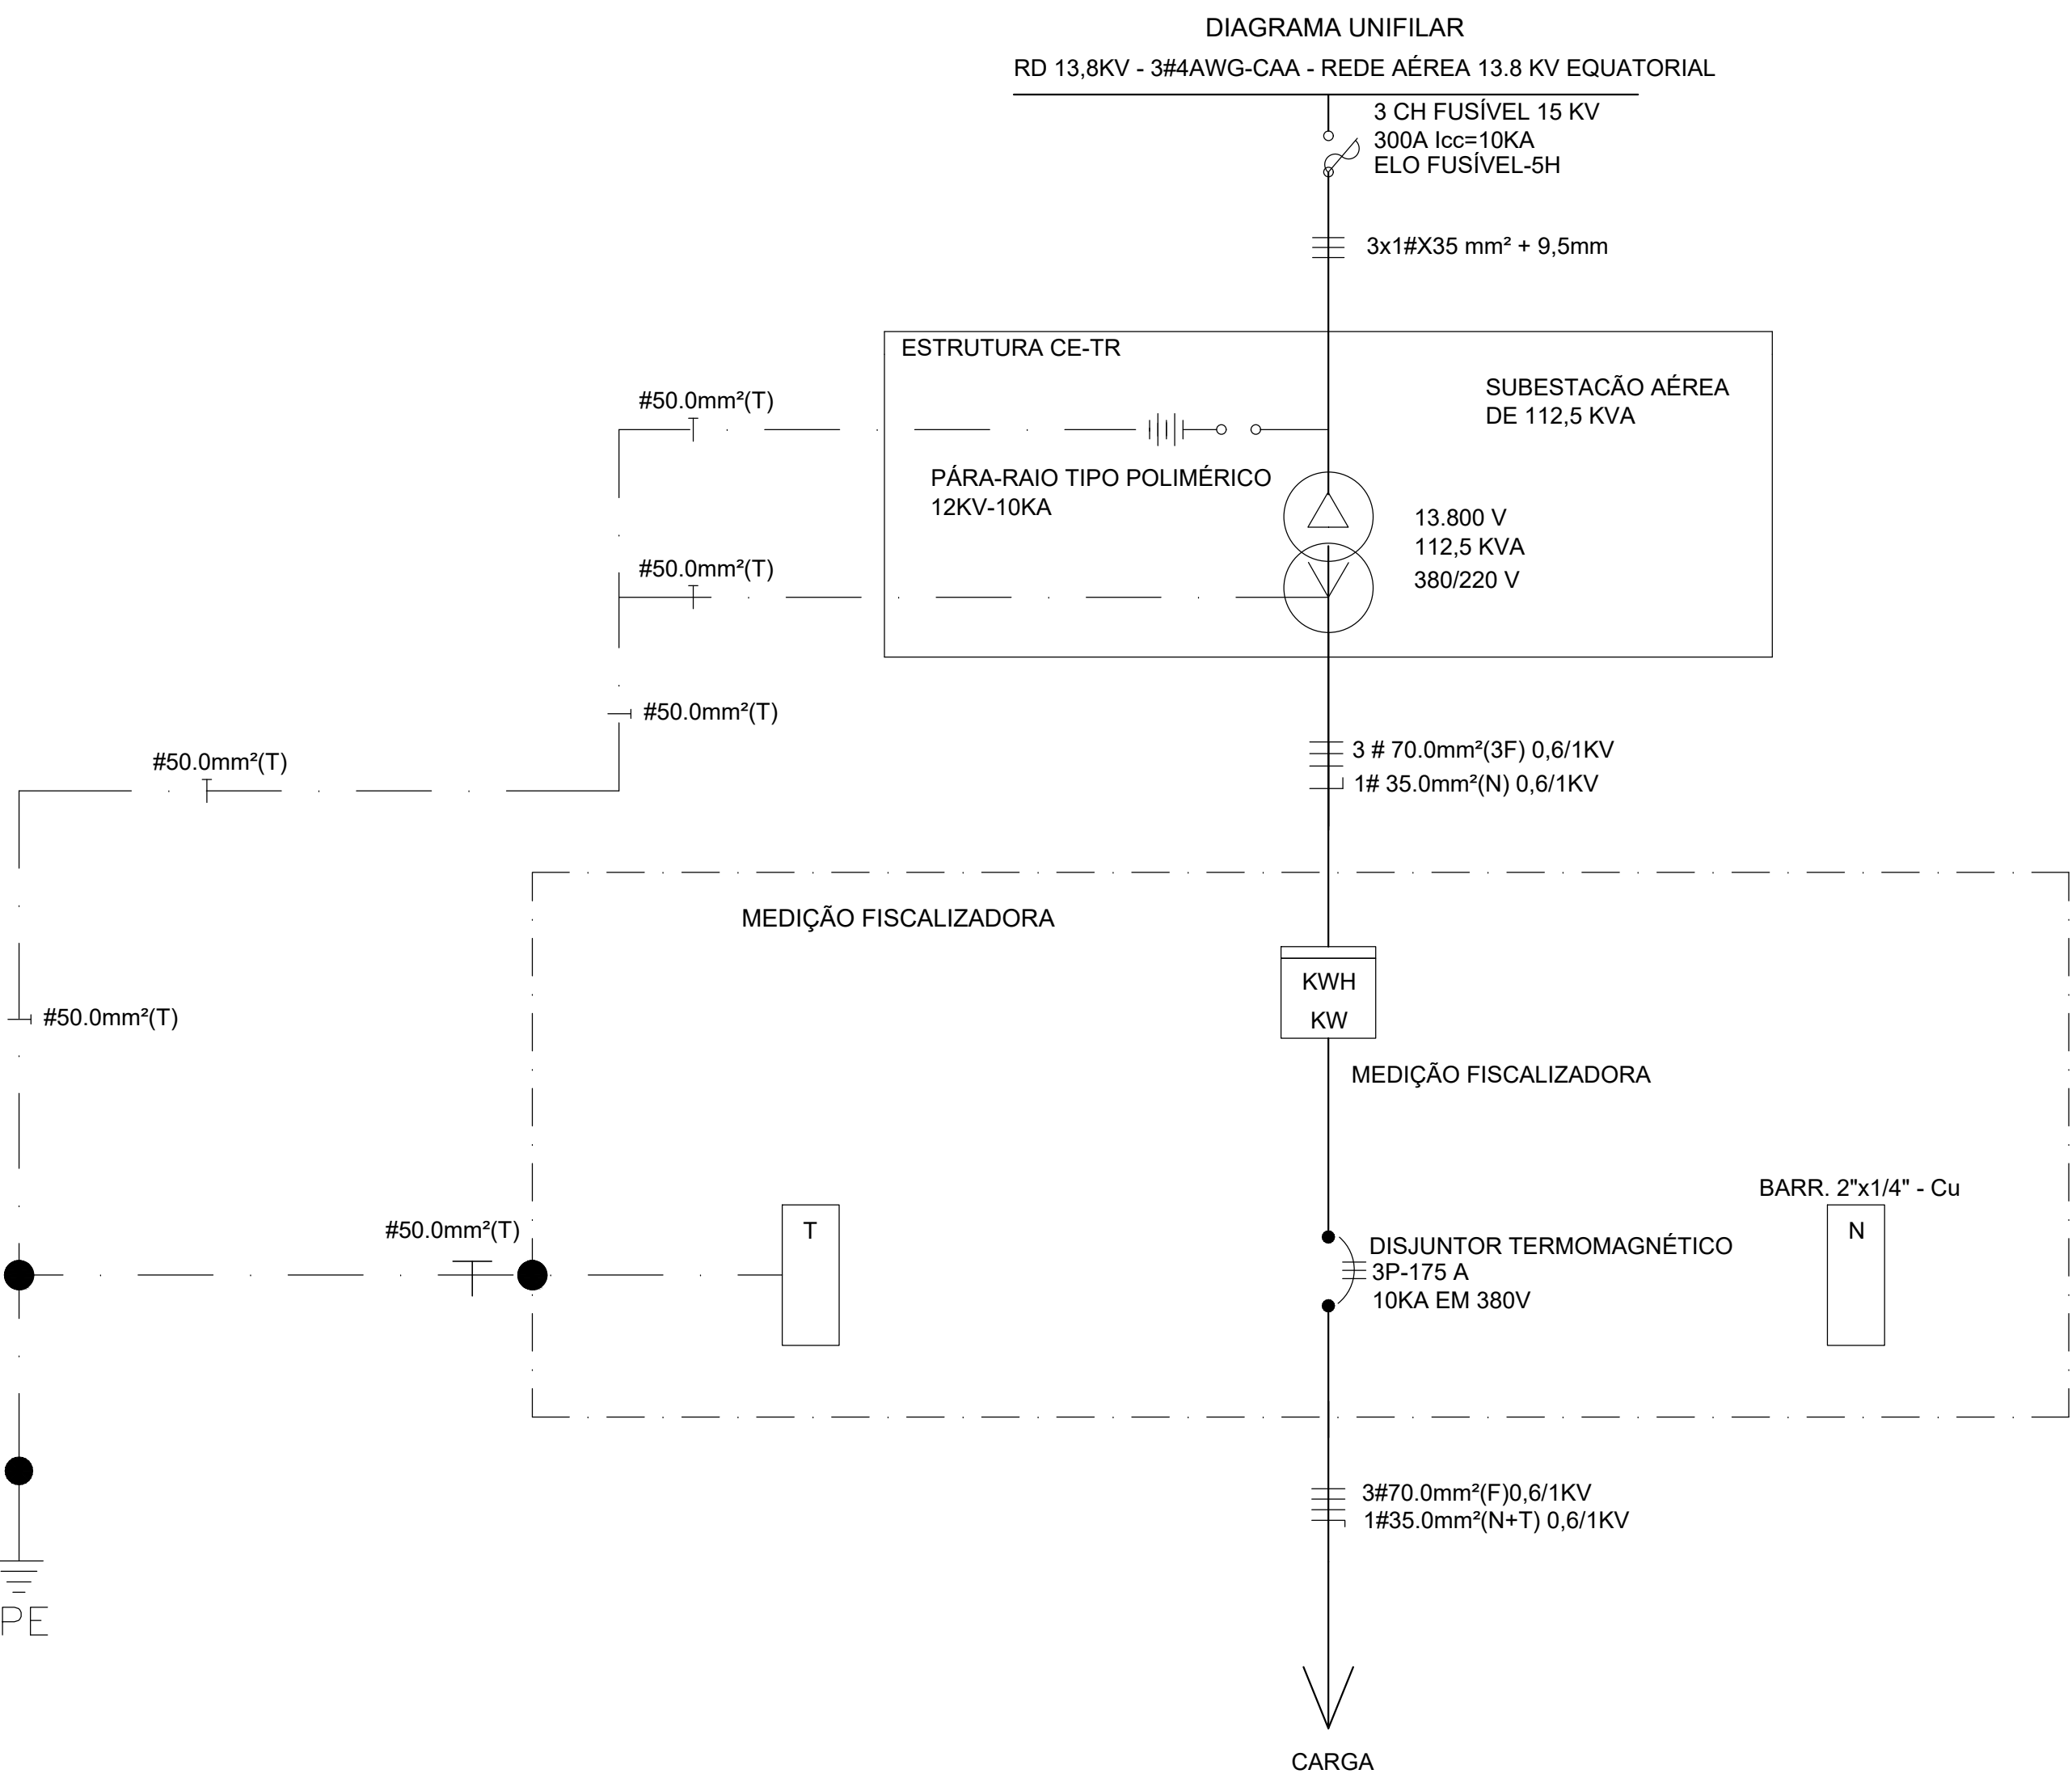 DIAGRAMA UNIFILAR
RD 13,8KV - 3#4AWG-CAA - REDE AÉREA 13.8 KV EQUATORIAL
3 CH FUSÍVEL 15 KV
300A Icc=10KA
ELO FUSÍVEL-5H
3x1#X35 mm² + 9,5mm
ESTRUTURA CE-TR
SUBESTACÃO AÉREA
DE 112,5 KVA
#50.0mm²(T)
PÁRA-RAIO TIPO POLIMÉRICO
12KV-10KA
13.800 V
112,5 KVA
380/220 V
#50.0mm²(T)
#50.0mm²(T)
#50.0mm²(T)
3 # 70.0mm²(3F) 0,6/1KV
1# 35.0mm²(N) 0,6/1KV
MEDIÇÃO FISCALIZADORA
KWH
KW
#50.0mm²(T)
MEDIÇÃO FISCALIZADORA
BARR. 2"x1/4" - Cu
#50.0mm²(T)
T
N
DISJUNTOR TERMOMAGNÉTICO
3P-175 A
10KA EM 380V
3#70.0mm²(F)0,6/1KV
1#35.0mm²(N+T) 0,6/1KV
PE
CARGA